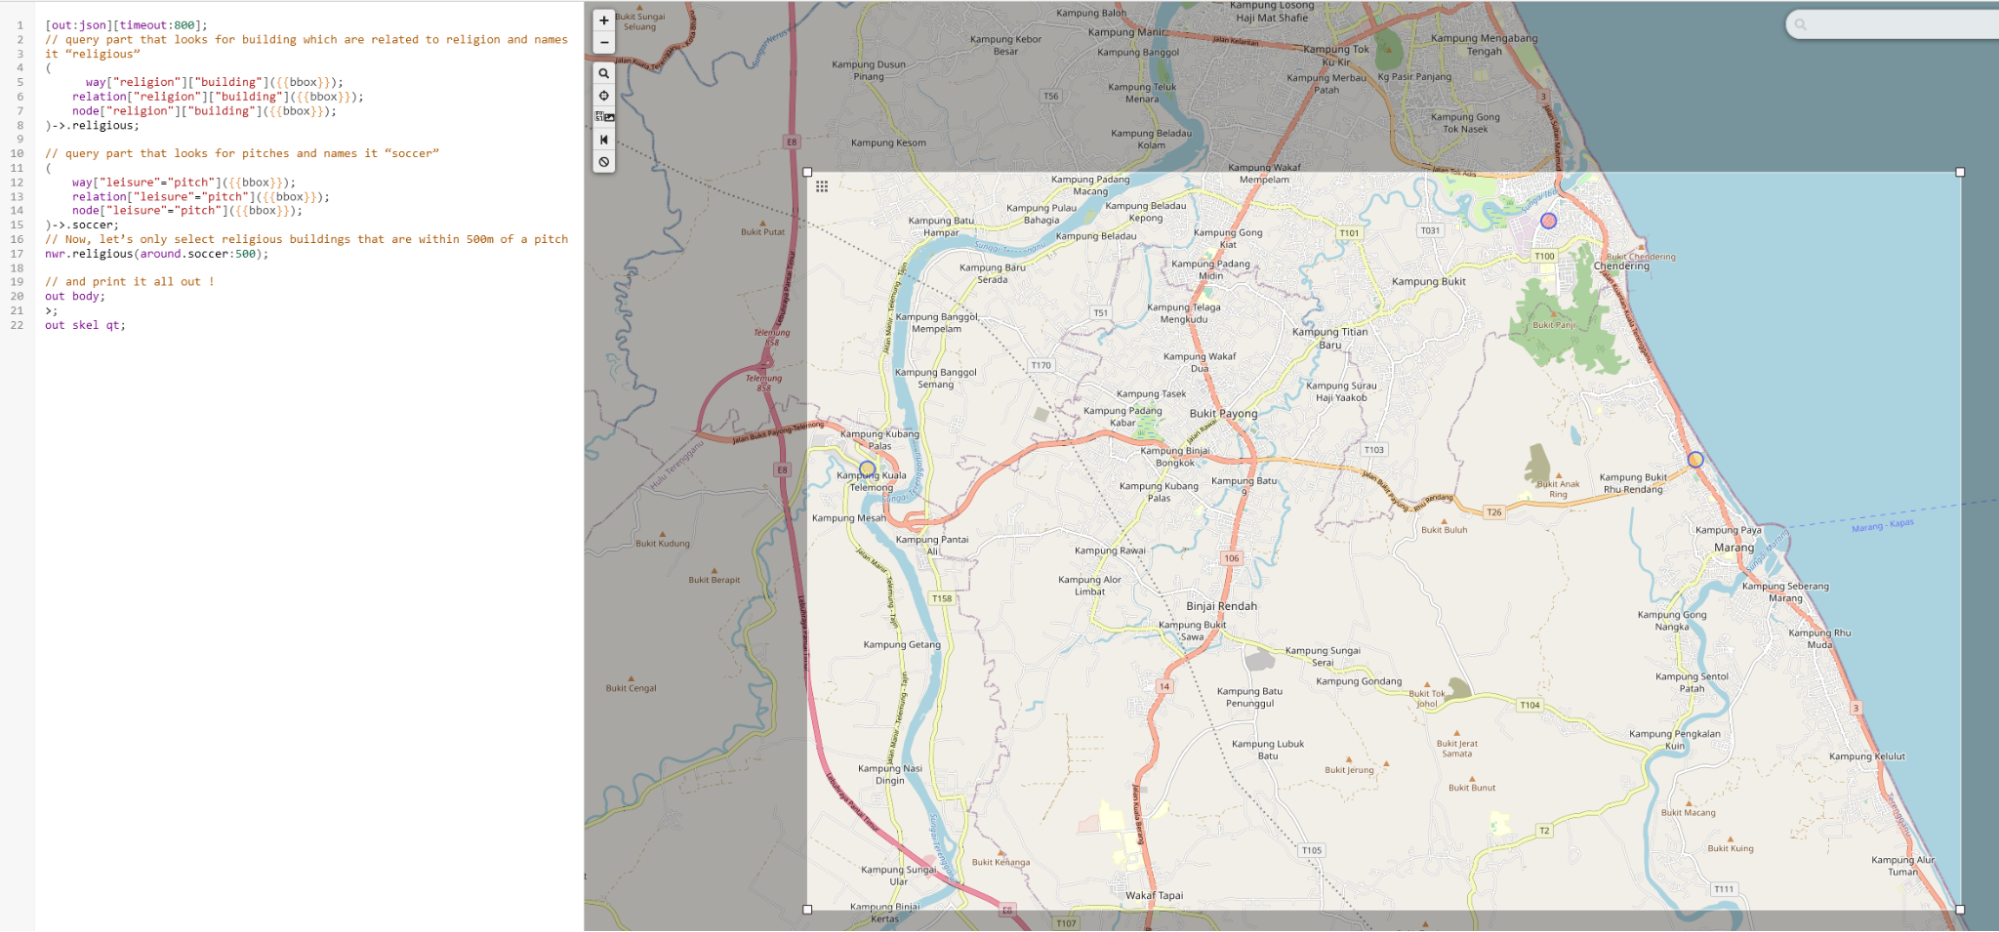 1 [out:json][timeout:800];
2 // query part that looks for building which are related to religion and names
3 it “religious”
4 (
5 way["religion"]["building"]({{bbox}});
6 relation["religion"]["building"]({{bbox}});
7 node["religion"]["building"]({{bbox}});
8 )->.religious;
9
10 // query part that looks for pitches and names it “soccer”
11 (
12 way["leisure"="pitch"]({{bbox}});
13 relation["leisure"="pitch"]({{bbox}});
14 node["leisure"="pitch"]({{bbox}});
15 )->.soccer;
16 // Now, let’s only select religious buildings that are within 500m of a pitch
17 nwr.religious(around.soccer:500);
18
19 // and print it all out !
20 out body;
21 >;
22 out skel qt;
+
−
Bukit Sungai
Seluang
Kampung Baloh
Kampung Losong
Haji Mat Shafie
Kampung Kebor
Besar
Kampung Manir
Jalan Kelantan
Kampung Banggol
Kampung Tok
Ku Kir
Kampung Mengabang
Tengah
Kampung Dusun
Pinang
Kampung Merbau
Patah
Kg Pasir Panjang
T56
Kampung Teluk
Menara
3
Kampung Gong
Tok Nasek
Jalan Sultan Mahmud
E8
Kampung Kesom
Kampung Beladau
Kolam
Kampung Wakaf
Mempelam
Jalan Tok Adis
Kampung Padang
Macang
Kampung Pulau
Bahagia
Kampung Beladau
Kepong
Kampung Batu
Hampar
Bukit Putat
Kampung Beladau
Kampung Gong
Kiat
T101
T031
T100
Bukit Chendering
Chendering
Kampung Baru
Serada
Kampung Padang
Midin
Kampung Bukit
Kampung Banggol
Mempelam
T51
Kampung Telaga
Mengkudu
Kampung Titian
Baru
Bukit Panji
Telemung
858
Telemung
858
T170
Kampung Wakaf
Dua
Kampung Banggol
Semang
Kampung Tasek
Kampung Surau
Haji Yaakob
Kampung Padang
Kabar
Bukit Payong
Jalan Bukit Payong-Telemong
Kampung Kubang
Palas
Kampung Binjai
Bongkok
T103
E8
Kampung Kuala
Telemong
Hulu Terengganu
Kampung Kubang
Palas
Kampung Batu
9
Bukit Anak
Ring
Kampung Bukit
Rhu Rendang
T26
Kampung Mesah
Bukit Buluh
Marang - Kapas
Kampung Paya
Marang
Bukit Kudung
Kampung Pantai
Ali
Kampung Rawai
106
Bukit Berapit
Kampung Alor
Limbat
Kampung Seberang
Marang
T158
Binjai Rendah
Kampung Gong
Nangka
Kampung Bukit
Sawa
Kampung Rhu
Muda
Kampung Getang
Kampung Sungai
Serai
Bukit Cengal
Kampung Gondang
Kampung Sentol
Patah
14
Kampung Batu
Penunggul
Bukit Tok
Johol
T104
3
Kampung Pengkalan
Kuin
Kampung Lubuk
Batu
Bukit Jerat
Samata
Kampung Kelulut
Kampung Nasi
Dingin
Bukit Jerung
Bukit Bunut
Lebuhraya Pantai Timur
Jalan Kuala Berang
Bukit Macang
T2
Bukit Kuing
T105
Bukit Kenanga
Kampung Sungai
Ular
Kampung Alur
Tuman
T111
Wakaf Tapai
Kampung Binjai
Kertas
E8
T107